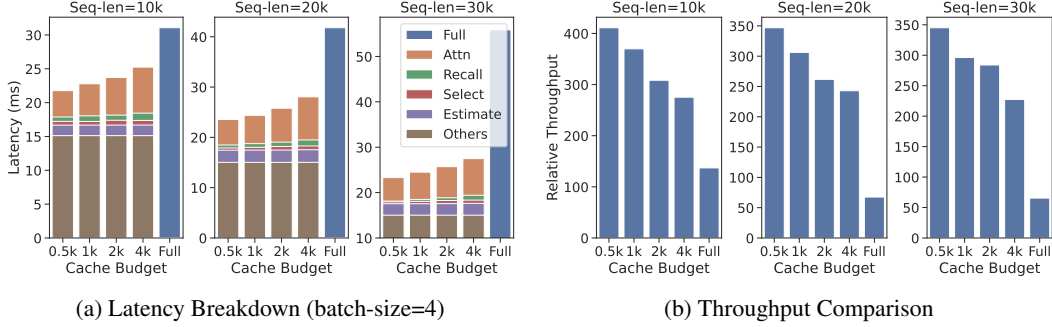 Seq-len=10k
Latency (ms)
30
25
20
15
10
5
0
0.5k 1k 2k 4k Full
Cache Budget
Seq-len=20k
40
30
20
10
0
0.5k 1k 2k 4k Full
Cache Budget
Seq-len=30k
50
40
30
20
10
0.5k 1k 2k 4k Full
Cache Budget
Full
Attn
Recall
Select
Estimate
Others
(a) Latency Breakdown (batch-size=4)
Seq-len=10k
Relative Throughput
400
300
200
100
0
0.5k 1k 2k 4k Full
Cache Budget
Seq-len=20k
350
300
250
200
150
100
50
0
0.5k 1k 2k 4k Full
Cache Budget
Seq-len=30k
350
300
250
200
150
100
50
0
0.5k 1k 2k 4k Full
Cache Budget
(b) Throughput Comparison